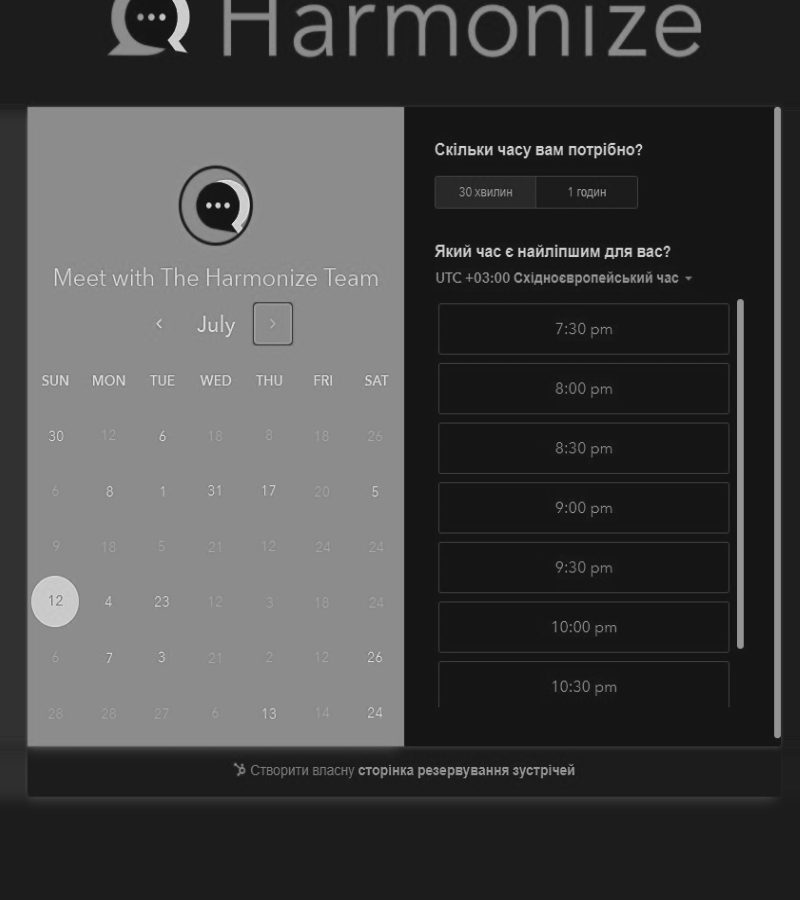 Harmonize
Meet with The Harmonize Team
July
SUN MON TUE WED THU FRI SAT
30 12 6 18 8 18 26
6 8 1 31 17 20 5
9 18 5 21 12 24 24
12 4 23 12 3 18 24
6 7 3 21 2 12 26
28 28 27 6 13 14 24
Скільки часу вам потрібно?
30 хвилин 1 годин
Який час є найліпшим для вас?
UTC +03:00 Східноєвропейський час
7:30 pm
8:00 pm
8:30 pm
9:00 pm
9:30 pm
10:00 pm
10:30 pm
Створити власну сторінка резервування зустрічей